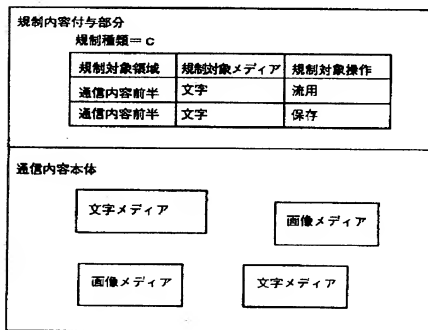 規制内容付与部分
規制種類=C
規制対象領域 規制対象メディア 規制対象操作
通信内容前半 文字 流用
通信内容前半 文字 保存
通信内容本体
文字メディア
画像メディア
画像メディア 文字メディア